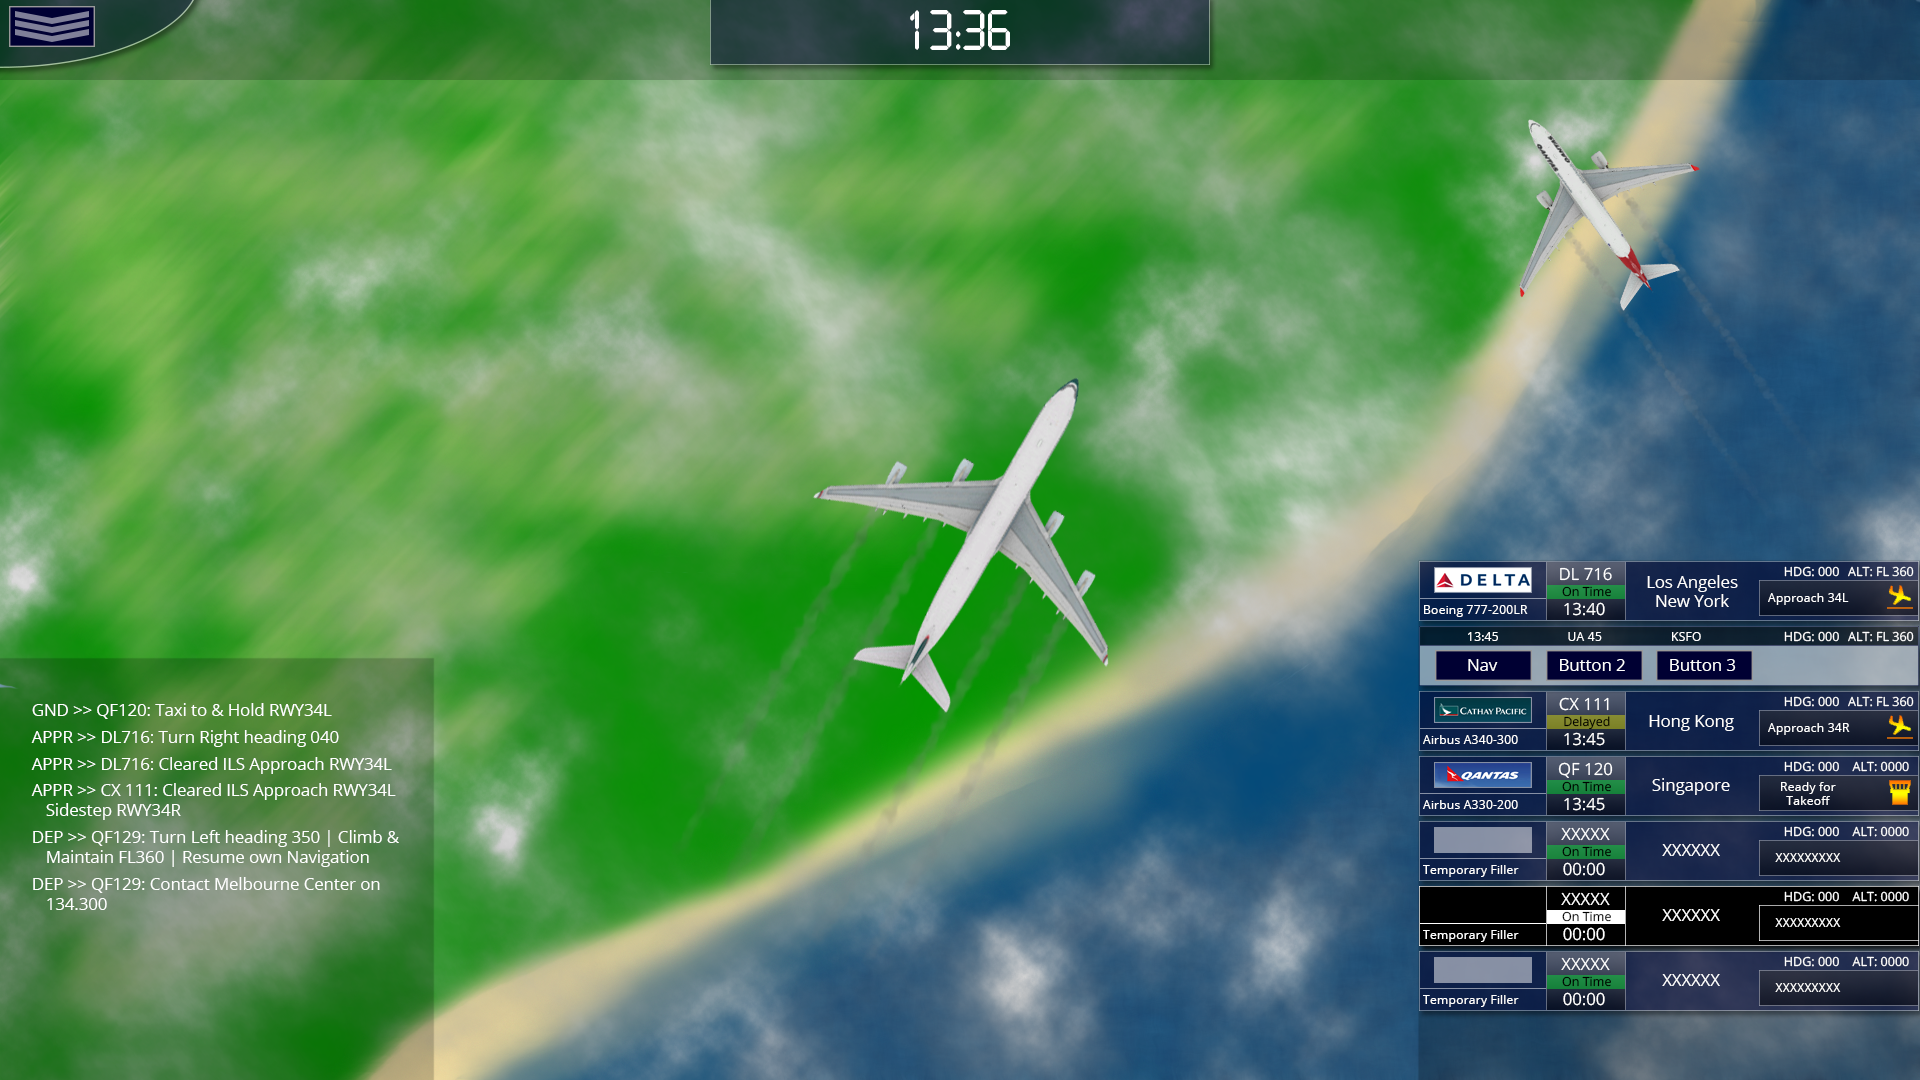 13:36
DELTA
DL 716
On Time
13:40
Boeing 777-200LR
Los Angeles
New York
HDG: 000 ALT: FL 360
Approach 34L
13:45 UA 45 KSFO HDG: 000 ALT: FL 360
Nav Button 2 Button 3
CATHAY PACIFIC
CX 111
Delayed
13:45
Airbus A340-300
Hong Kong
HDG: 000 ALT: FL 360
Approach 34R
QANTAS
QF 120
On Time
13:45
Airbus A330-200
Singapore
HDG: 000 ALT: 0000
Ready for
Takeoff
XXXXX
On Time
00:00
Temporary Filler
XXXXXX
HDG: 000 ALT: 0000
XXXXXXXXX
XXXXX
On Time
00:00
Temporary Filler
XXXXXX
HDG: 000 ALT: 0000
XXXXXXXXX
XXXXX
On Time
00:00
Temporary Filler
XXXXXX
HDG: 000 ALT: 0000
XXXXXXXXX
GND >> QF120: Taxi to & Hold RWY34L
APPR >> DL716: Turn Right heading 040
APPR >> DL716: Cleared ILS Approach RWY34L
APPR >> CX 111: Cleared ILS Approach RWY34L
Sidestep RWY34R
DEP >> QF129: Turn Left heading 350 | Climb &
Maintain FL360 | Resume own Navigation
DEP >> QF129: Contact Melbourne Center on
134.300